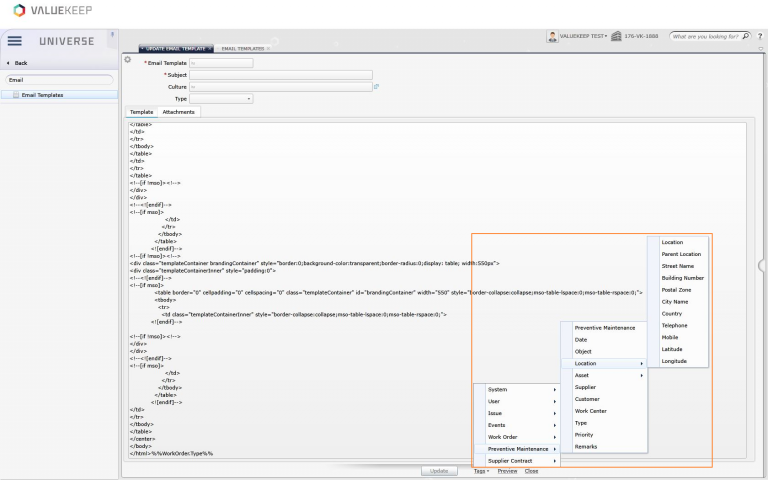 VALUEKEEP
UNIVERSE
VALUEKEEP TEST
176-VK-1888
What are you looking for?
?
UPDATE EMAIL TEMPLATE
EMAIL TEMPLATES
Back
Email
Email Templates
* Email Template
* Subject
Culture
Type
Template
Attachments
</table>
</td>
</tr>
</tbody>
</table>
</td>
</tr>
</table>
<!--[if !mso]><!-->
</div>
</div>
<!--<![endif]-->
<!--[if mso]>
</td>
</tr>
</tbody>
</table>
<![endif]-->
<!--[if !mso]><!-->
<div class="templateContainer brandingContainer" style="border:0;background-color:transparent;border-radius:0;display: table; width:550px">
<div class="templateContainerInner" style="padding:0">
<!--<![endif]-->
<!--[if mso]>
<table border="0" cellpadding="0" cellspacing="0" class="templateContainer" id="brandingContainer" width="550" style="border-collapse:collapse;mso-table-lspace:0;mso-table-rspace:0;">
<tbody>
<tr>
<td class="templateContainerInner" style="border-collapse:collapse;mso-table-lspace:0;mso-table-rspace:0;">
<![endif]-->
<!--[if !mso]><!-->
</div>
</div>
<!--<![endif]-->
<!--[if mso]>
</td>
</tr>
</tbody>
</table>
<![endif]-->
</td>
</tr>
</tbody>
</table>
</center>
</body>
</html>%%WorkOrder.Type%%
System
User
Issue
Events
Work Order
Preventive Maintenance
Supplier Contract
Preventive Maintenance
Date
Object
Location
Asset
Supplier
Customer
Work Center
Type
Priority
Remarks
Location
Parent Location
Street Name
Building Number
Postal Zone
City Name
Country
Telephone
Mobile
Latitude
Longitude
Update
Tags
Preview
Close